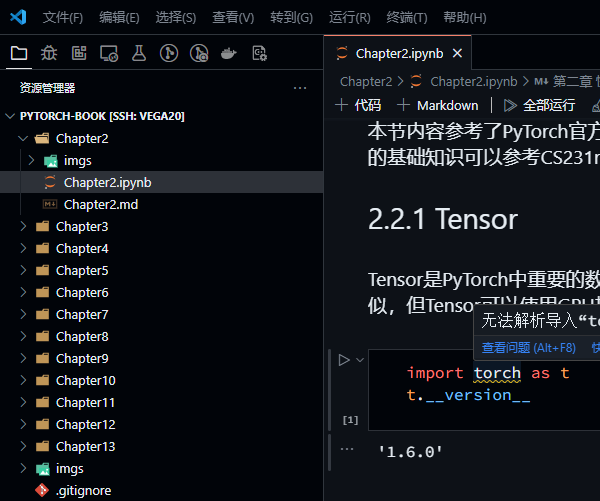 文件(F) 编辑(E) 选择(S) 查看(V) 转到(G) 运行(R) 终端(T) 帮助(H)
资源管理器 ···
PYTORCH-BOOK [SSH: VEGA20]
Chapter2
imgs
Chapter2.ipynb
Chapter2.md
Chapter3
Chapter4
Chapter5
Chapter6
Chapter7
Chapter8
Chapter9
Chapter10
Chapter11
Chapter12
Chapter13
imgs
.gitignore
Chapter2.ipynb
Chapter2 > Chapter2.ipynb > M↓ 第二章
+ 代码 + Markdown 全部运行
本节内容参考了PyTorch官方
的基础知识可以参考CS231n
2.2.1 Tensor
Tensor是PyTorch中重要的数
似，但Tensor可以使用GPU
无法解析导入“to
查看问题 (Alt+F8) 快
import torch as t
t.__version__
[1]
'1.6.0'